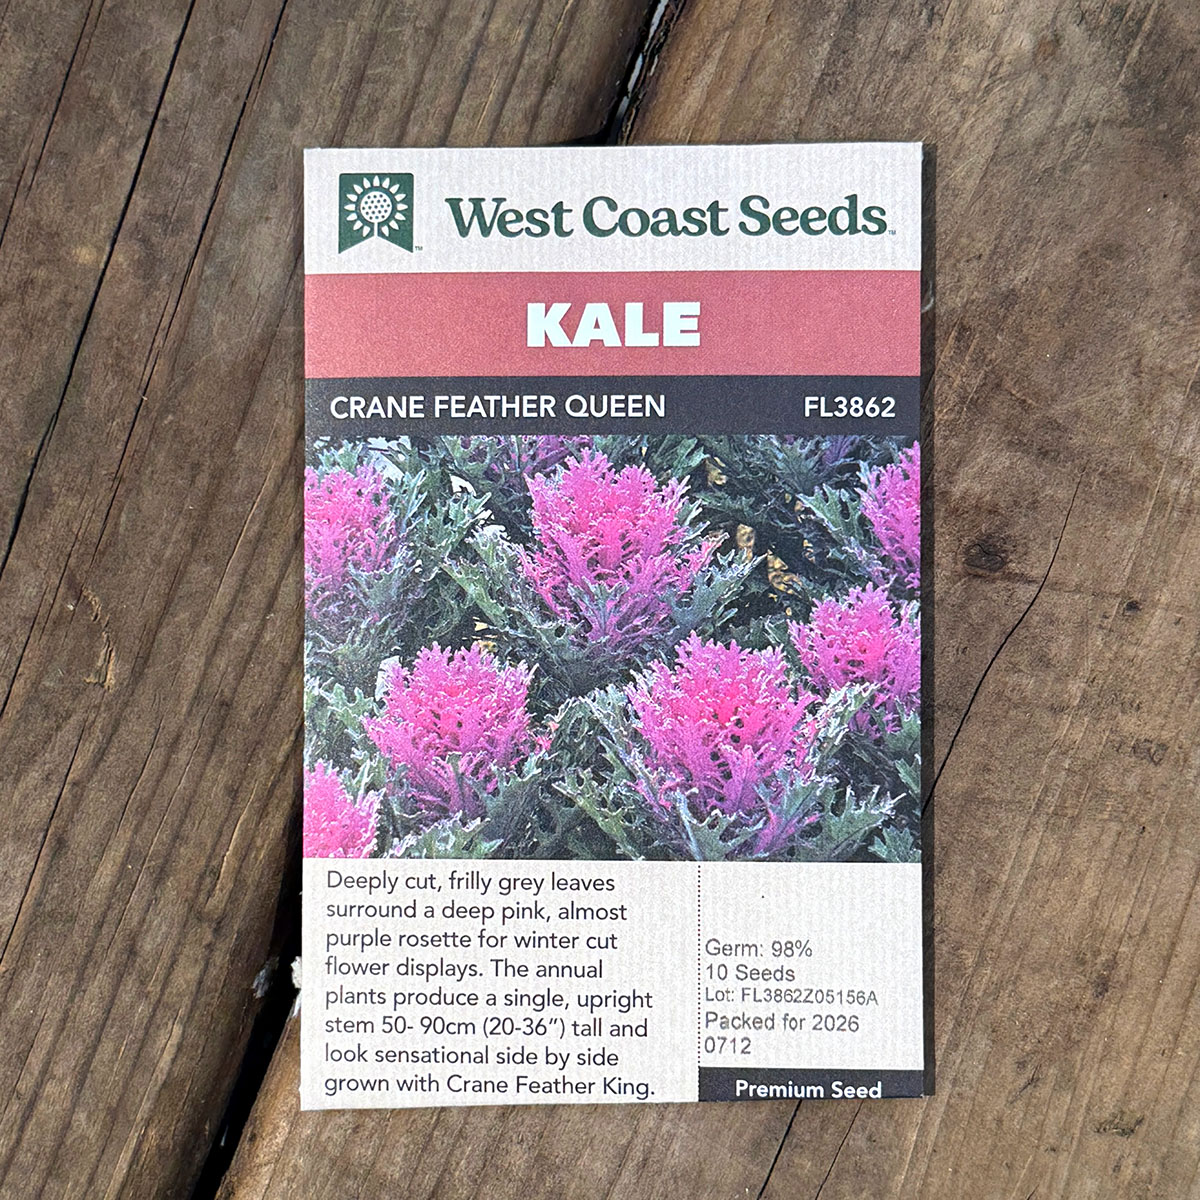 West Coast Seeds™
™
KALE
CRANE FEATHER QUEEN FL3862
Deeply cut, frilly grey leaves
surround a deep pink, almost
purple rosette for winter cut
flower displays. The annual
plants produce a single, upright
stem 50- 90cm (20-36”) tall and
look sensational side by side
grown with Crane Feather King.
Germ: 98%
10 Seeds
Lot: FL3862Z05156A
Packed for 2026
0712
Premium Seed